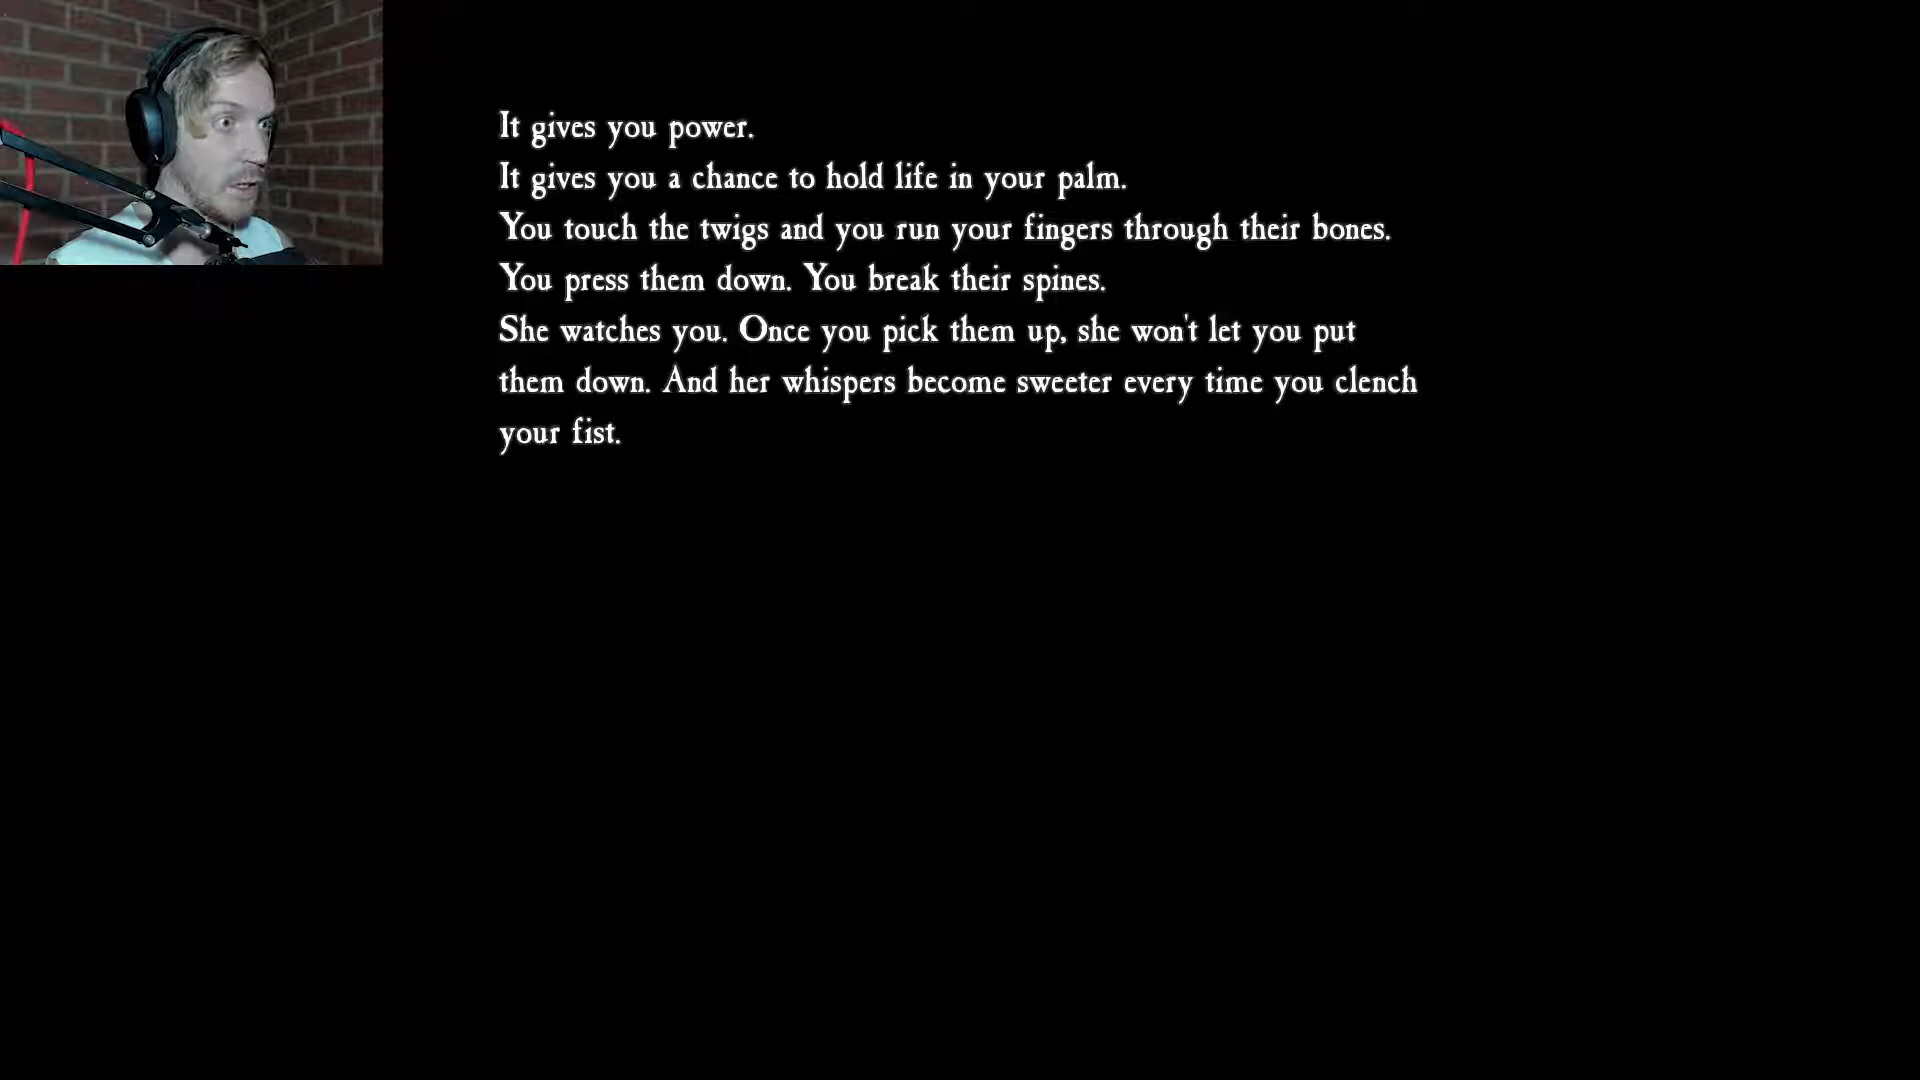 It gives you power.
It gives you a chance to hold life in your palm.
You touch the twigs and you run your fingers through their bones.
You press them down. You break their spines.
She watches you. Once you pick them up, she won't let you put
them down. And her whispers become sweeter every time you clench
your fist.